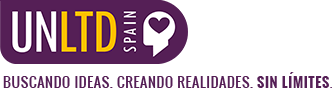 UNLTD SPAIN
BUSCANDO IDEAS. CREANDO REALIDADES. SIN LÍMITES.